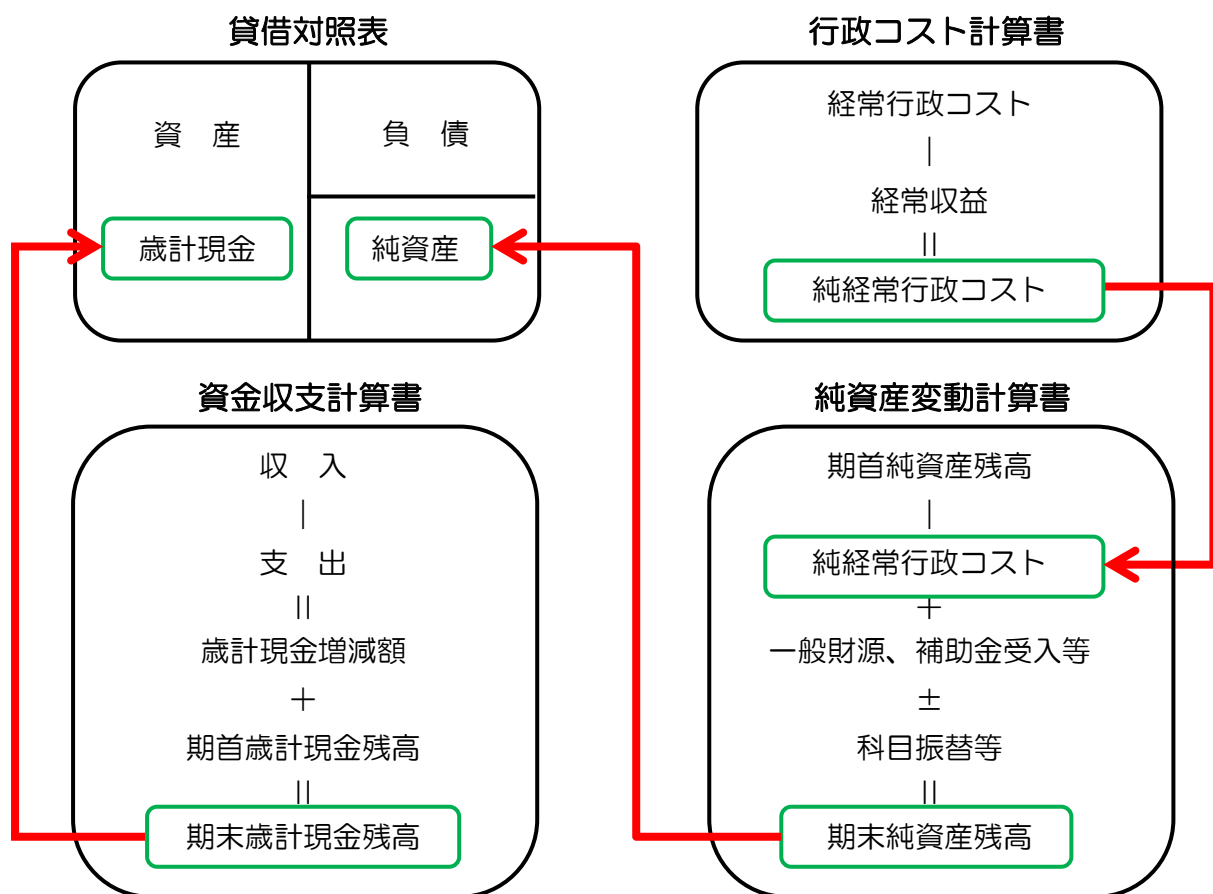 貸借対照表
資　産
負　債
歳計現金
純資産
行政コスト計算書
経常行政コスト
｜
経常収益
||
純経常行政コスト
資金収支計算書
収　入
｜
支　出
||
歳計現金増減額
＋
期首歳計現金残高
||
期末歳計現金残高
純資産変動計算書
期首純資産残高
｜
純経常行政コスト
＋
一般財源、補助金受入等
±
科目振替等
||
期末純資産残高